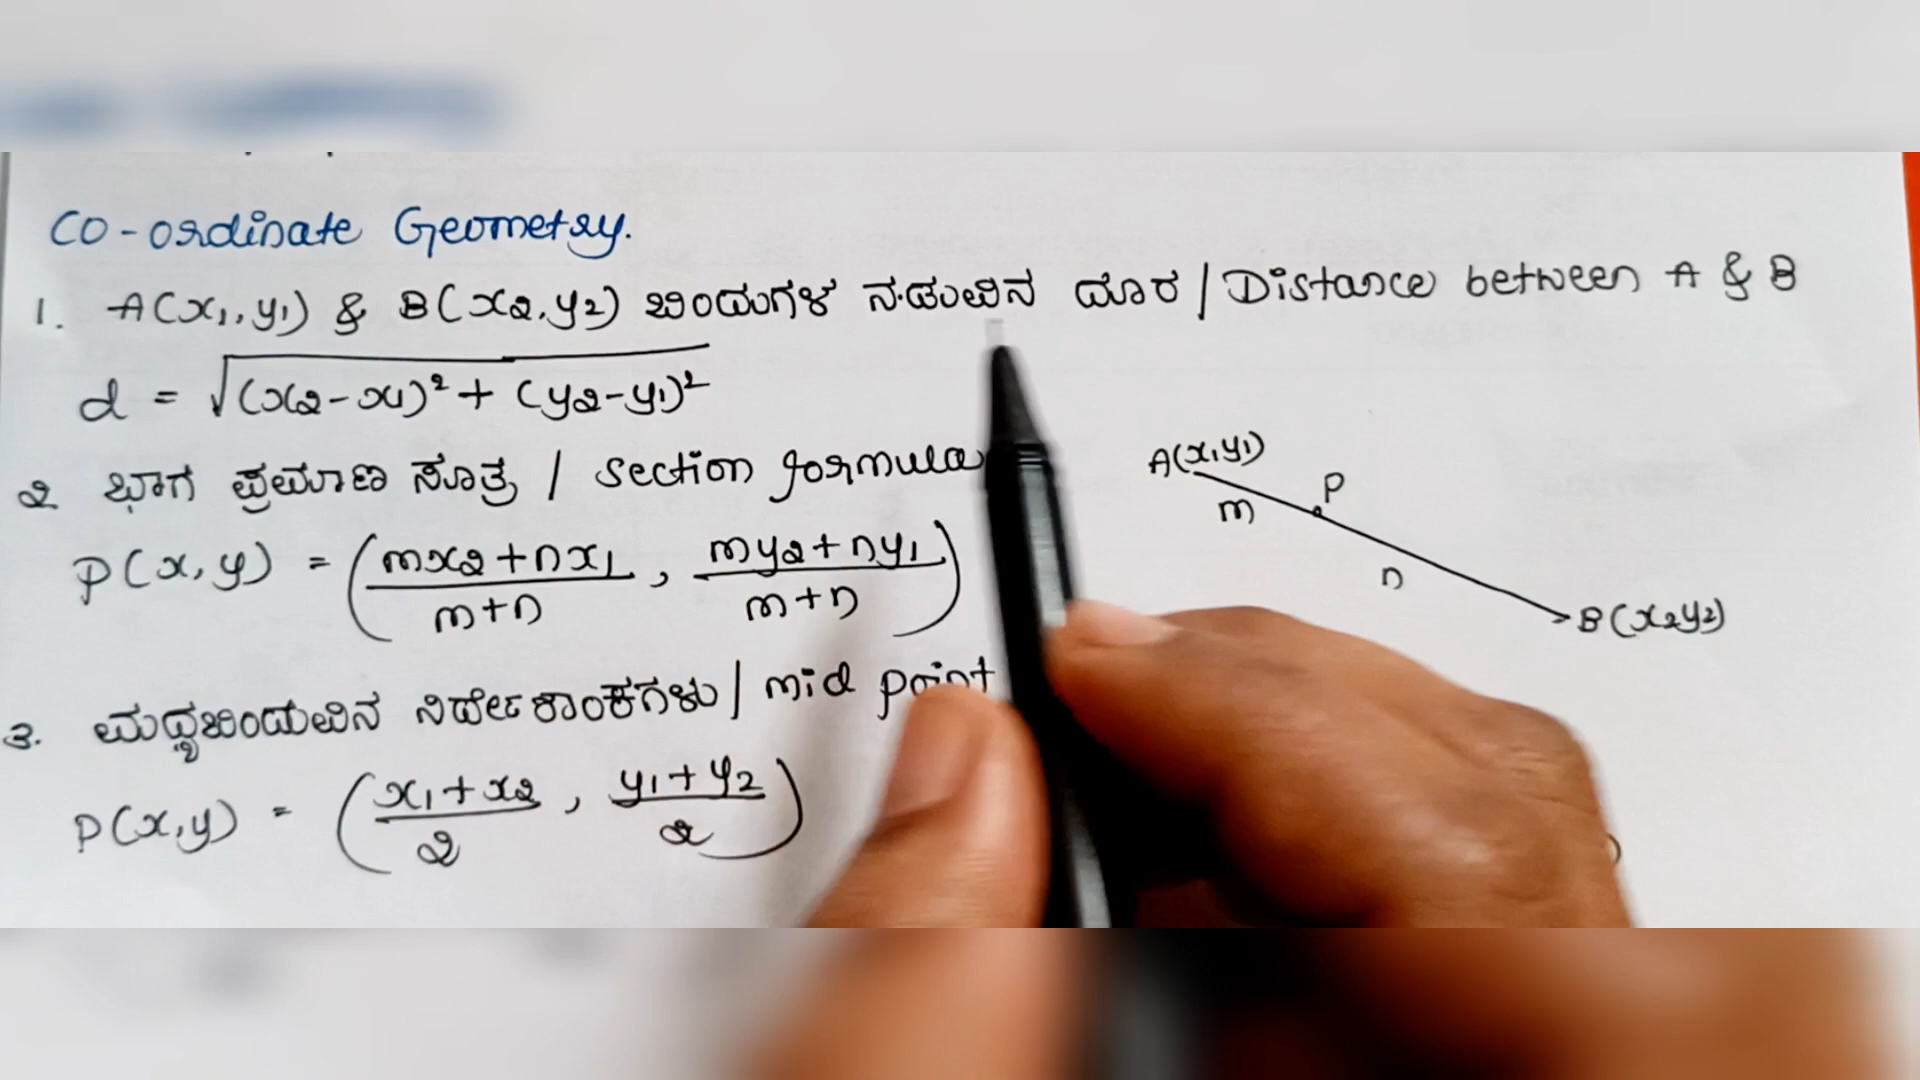 CO-ordinate Geometry.
1. A(x₁, y₁) & B(x₂, y₂) ಬಿಂದುಗಳ ನಡುವಿನ ದೂರ / Distance between A & B
d = √((x₂-x₁)² + (y₂-y₁)²)
2 ಭಾಗ ಪ್ರಮಾಣ ಸೂತ್ರ / section formula
P(x, y) = ((mx₂+nx₁)/(m+n), (my₂+ny₁)/(m+n))
A(x₁y₁)
P
m
n
B(x₂y₂)
3. ಮಧ್ಯಬಿಂದುವಿನ ನಿರ್ದೇಶಾಂಕಗಳು / mid point
P(x,y) = ((x₁+x₂)/2, (y₁+y₂)/2)